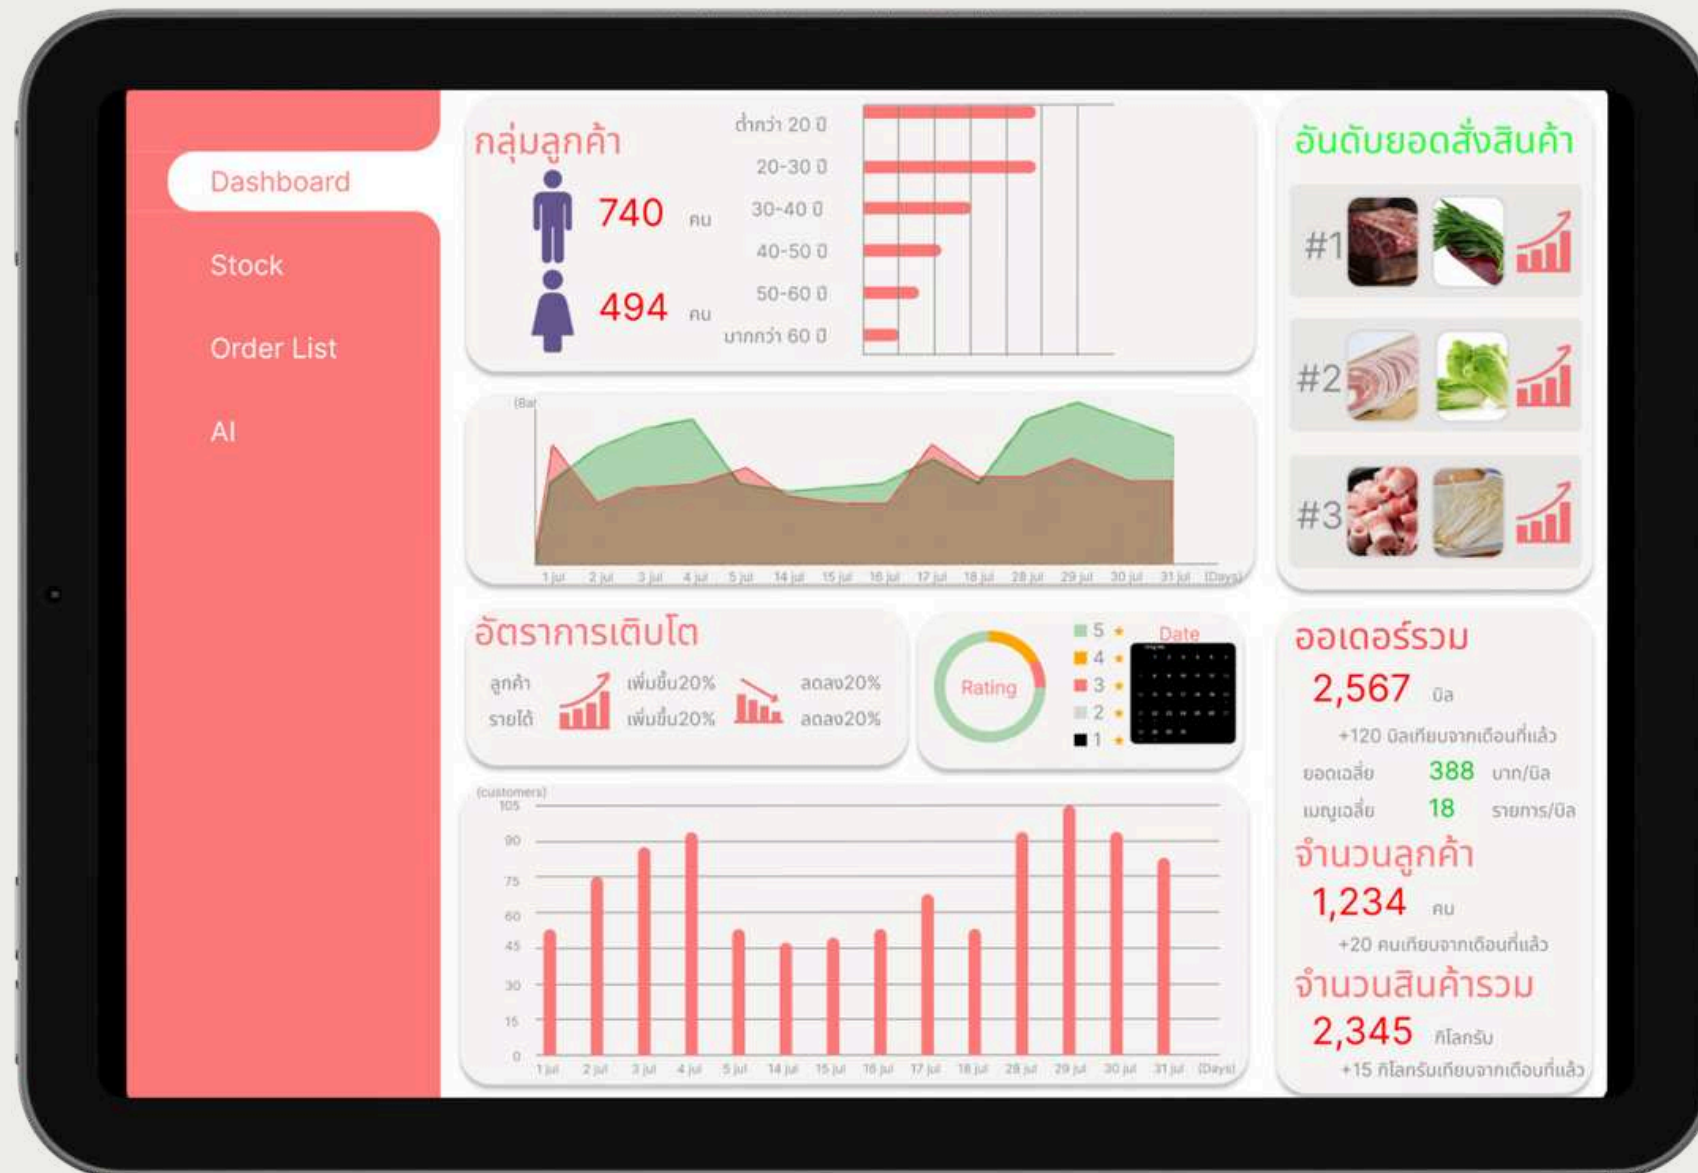 Dashboard
Stock
Order List
AI
กลุ่มลูกค้า
740 คน
494 คน
ต่ำกว่า 20 ปี
20-30 ปี
30-40 ปี
40-50 ปี
50-60 ปี
มากกว่า 60 ปี
(Bar
1 jul 2 jul 3 jul 4 jul 5 jul 14 jul 15 jul 16 jul 17 jul 18 jul 28 jul 29 jul 30 jul 31 jul (Days)
อัตราการเติบโต
ลูกค้า เพิ่มขึ้น20% ลดลง20%
รายได้ เพิ่มขึ้น20% ลดลง20%
Rating
5
4
3
2
1
Date
(customers)
105
90
75
60
45
30
15
0
1 jul 2 jul 3 jul 4 jul 5 jul 14 jul 15 jul 16 jul 17 jul 18 jul 28 jul 29 jul 30 jul 31 jul (Days)
อันดับยอดสั่งสินค้า
#1
#2
#3
ออเดอร์รวม
2,567 บิล
+120 บิลเทียบจากเดือนที่แล้ว
ยอดเฉลี่ย 388 บาท/บิล
เมญูเฉลี่ย 18 รายการ/บิล
จำนวนลูกค้า
1,234 คน
+20 คนเทียบจากเดือนที่แล้ว
จำนวนสินค้ารวม
2,345 กิโลกรับ
+15 กิโลกรับเทียบจากเดือนที่แล้ว